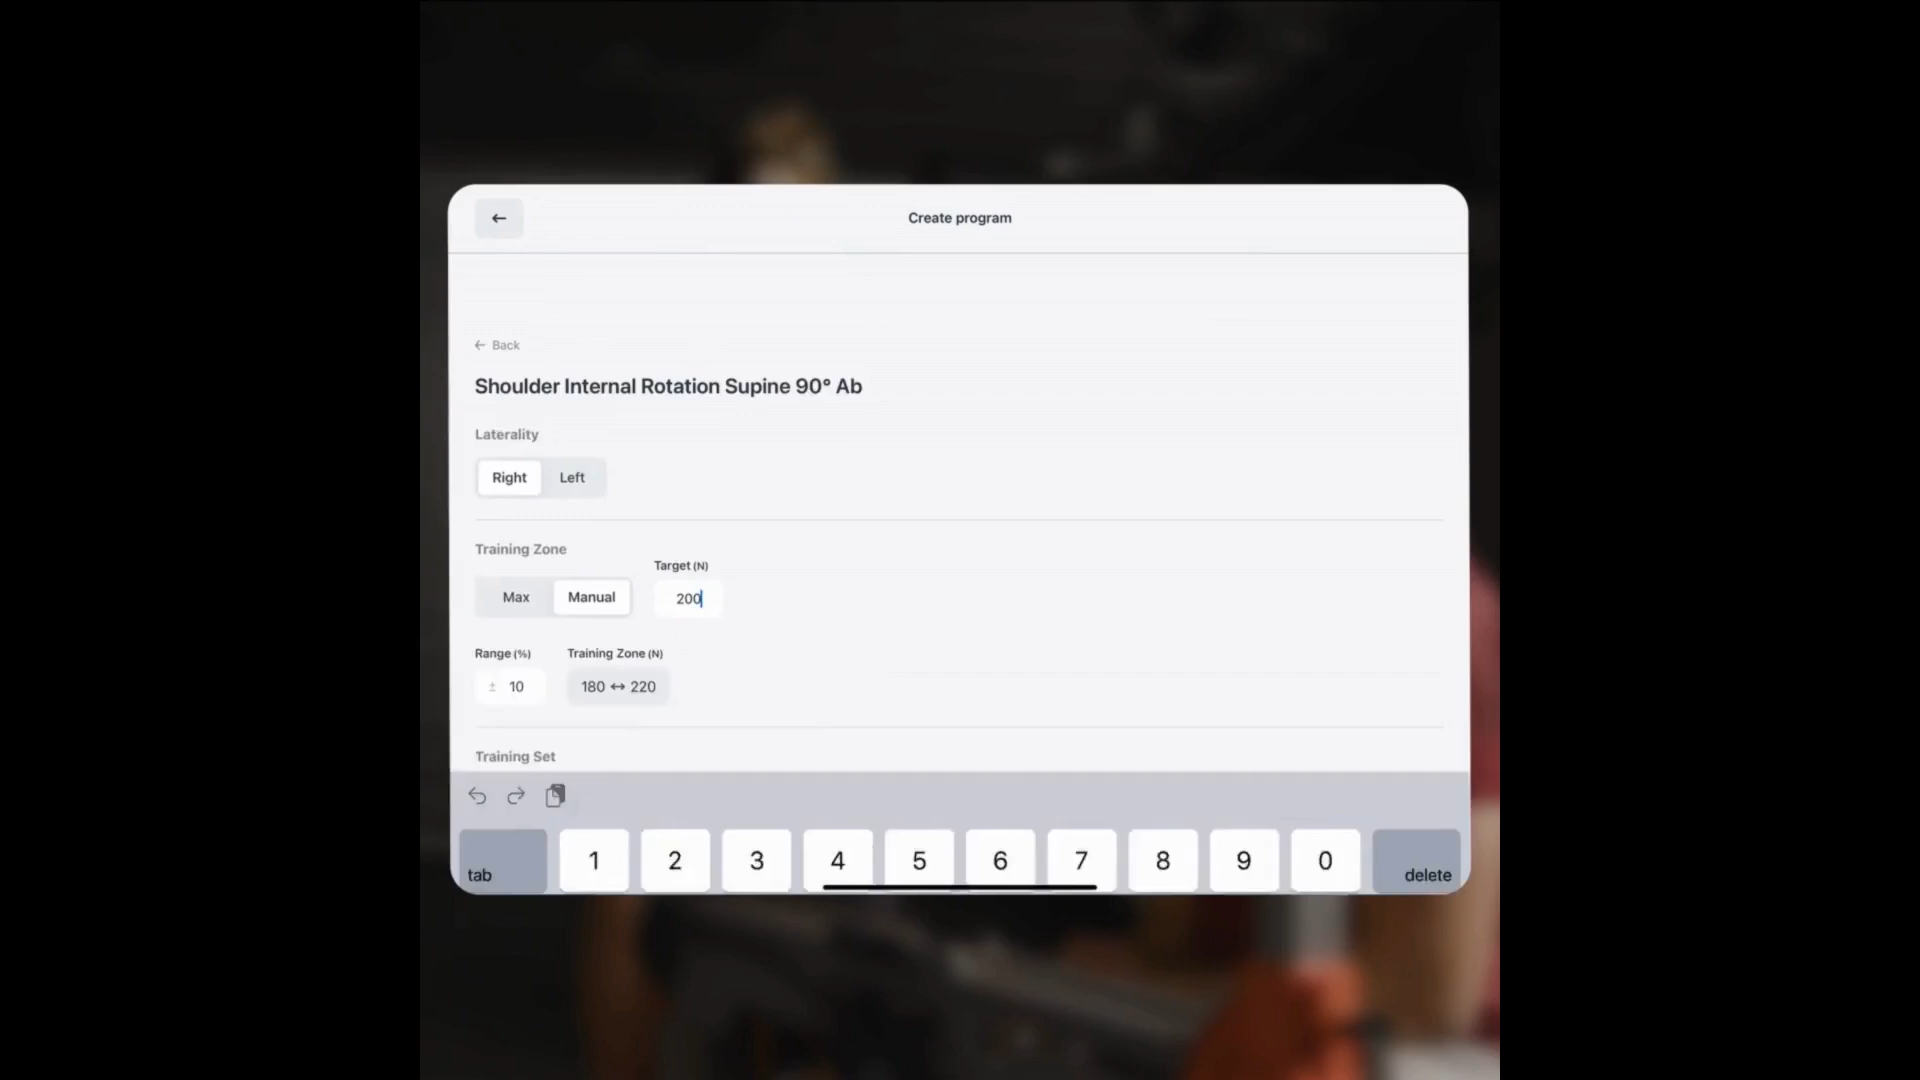 Create program
Back
Shoulder Internal Rotation Supine 90° Ab
Laterality
Right Left
Training Zone
Target (N)
Max Manual 200
Range (%) Training Zone (N)
± 10 180 ↔ 220
Training Set
tab 1 2 3 4 5 6 7 8 9 0 delete